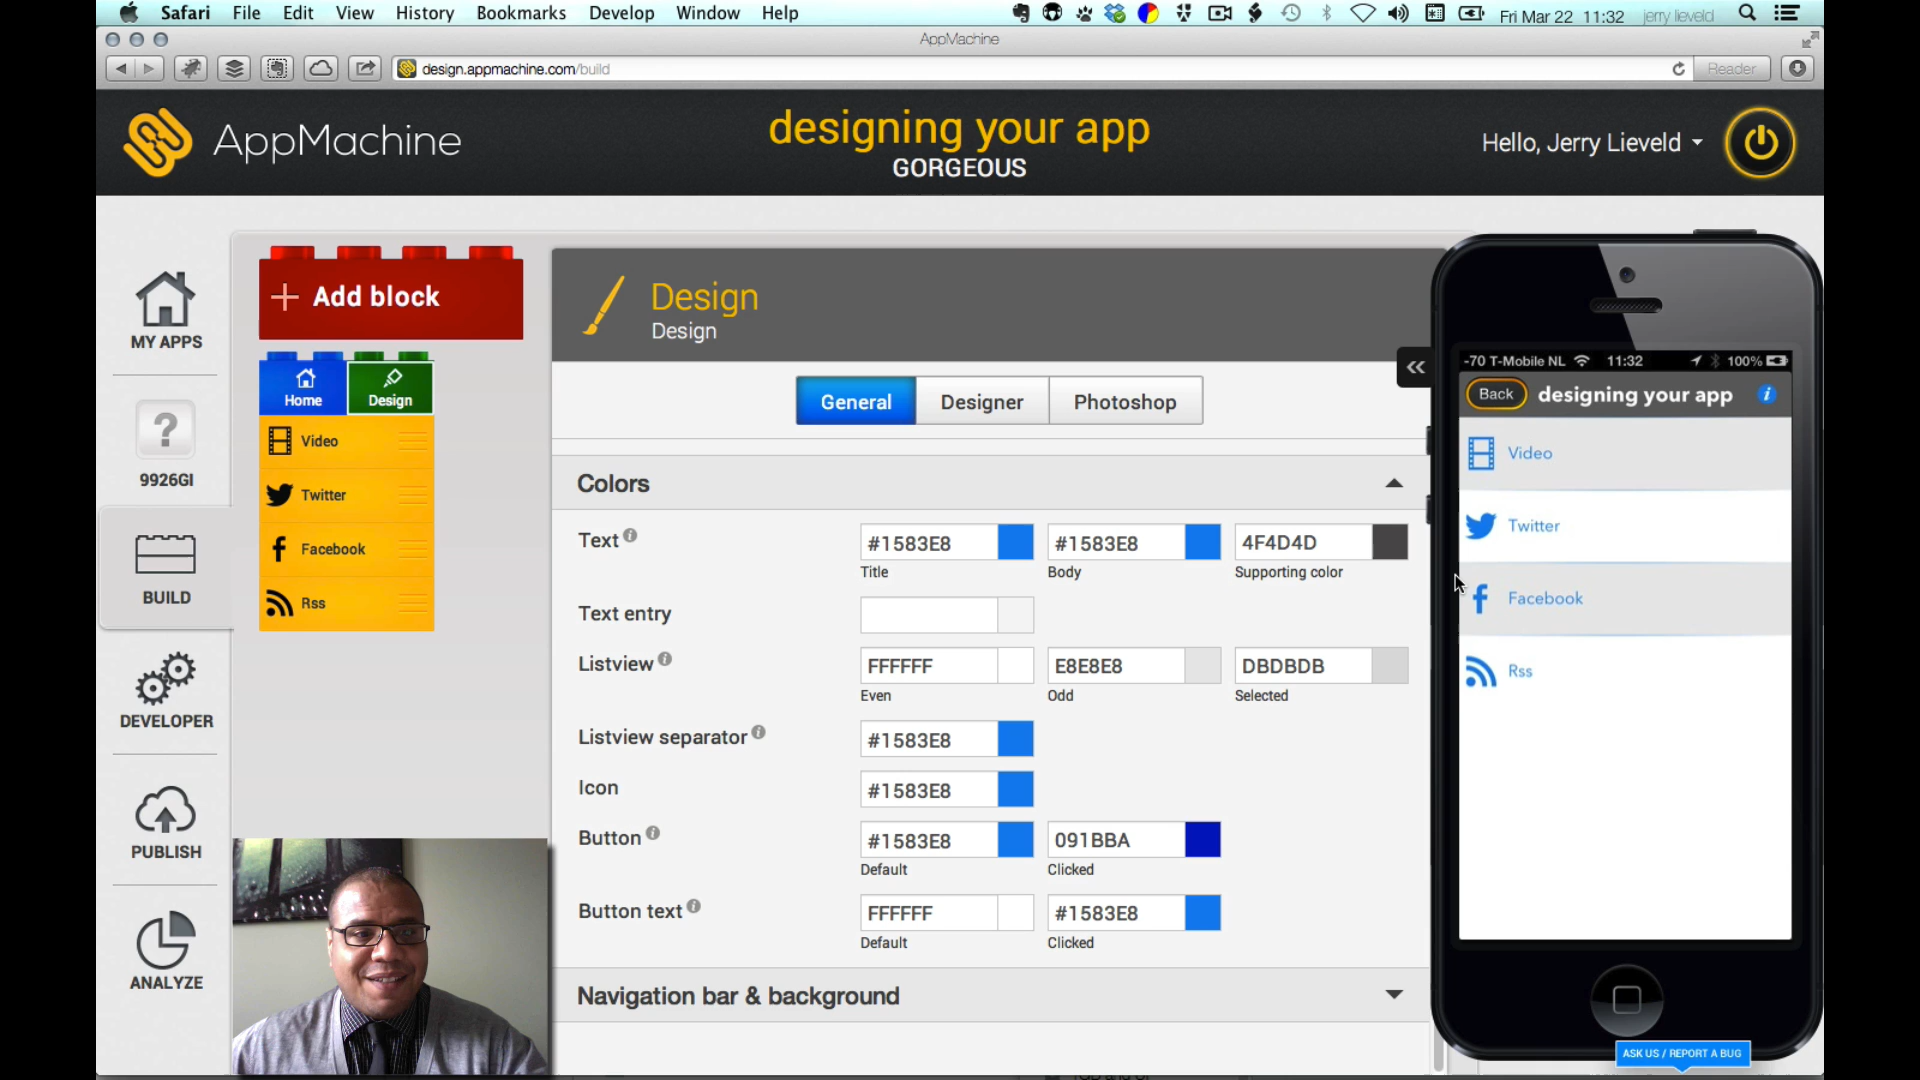 Safari File Edit View History Bookmarks Develop Window Help Fri Mar 22 11:32 jerry lieveld
AppMachine
design.appmachine.com/build
Reader
AppMachine
designing your app
GORGEOUS
Hello, Jerry Lieveld
MY APPS
9926GI
BUILD
DEVELOPER
PUBLISH
ANALYZE
+ Add block
Home
Design
Video
Twitter
Facebook
Rss
Design
Design
General Designer Photoshop
Colors
Text #1583E8 #1583E8 4F4D4D
Title Body Supporting color
Text entry
Listview FFFFFF E8E8E8 DBDBDB
Even Odd Selected
Listview separator #1583E8
Icon #1583E8
Button #1583E8 091BBA
Default Clicked
Button text FFFFFF #1583E8
Default Clicked
Navigation bar & background
-70 T-Mobile NL 11:32 100%
Back designing your app i
Video
Twitter
Facebook
Rss
ASK US / REPORT A BUG